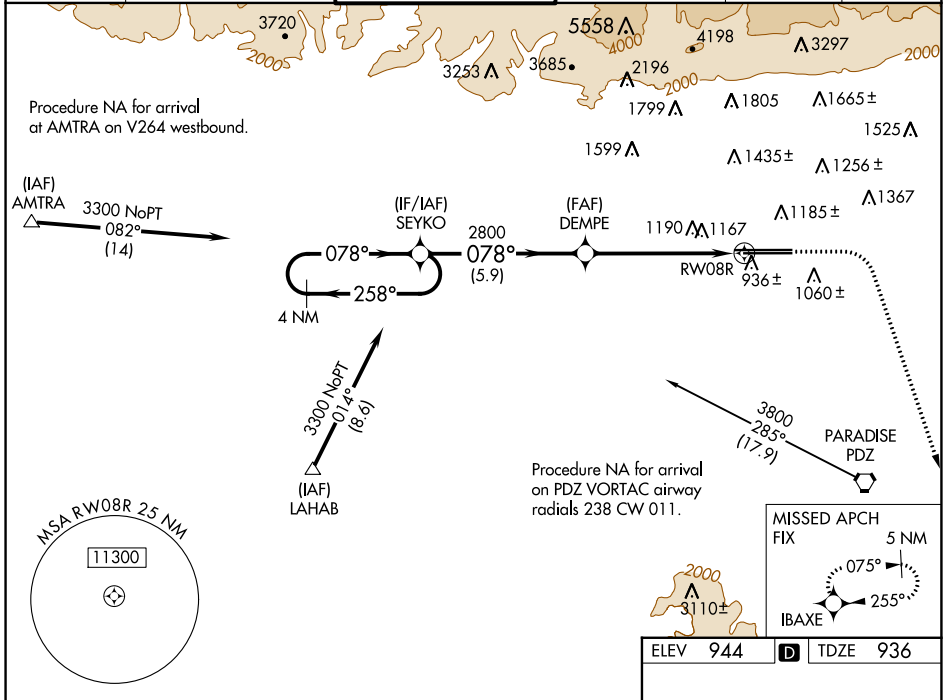 3720
2000
5558
4000
4198
3297
2000
3253
3685
2196
2000
1799
1805
1665±
1525
Procedure NA for arrival
at AMTRA on V264 westbound.
1599
1435±
1256±
(IAF)
AMTRA
3300 NoPT
082°
(14)
(IF/IAF)
SEYKO
2800
078°
(5.9)
(FAF)
DEMPE
1367
1185±
1190
1167
RW08R
936±
1060±
078°
258°
4 NM
3300 NoPT
014°
(8.6)
(IAF)
LAHAB
3800
285°
(17.9)
PARADISE
PDZ
Procedure NA for arrival
on PDZ VORTAC airway
radials 238 CW 011.
MSA RW08R 25 NM
11300
MISSED APCH
FIX
5 NM
075°
255°
IBAXE
2000
3110±
ELEV 944 D TDZE 936